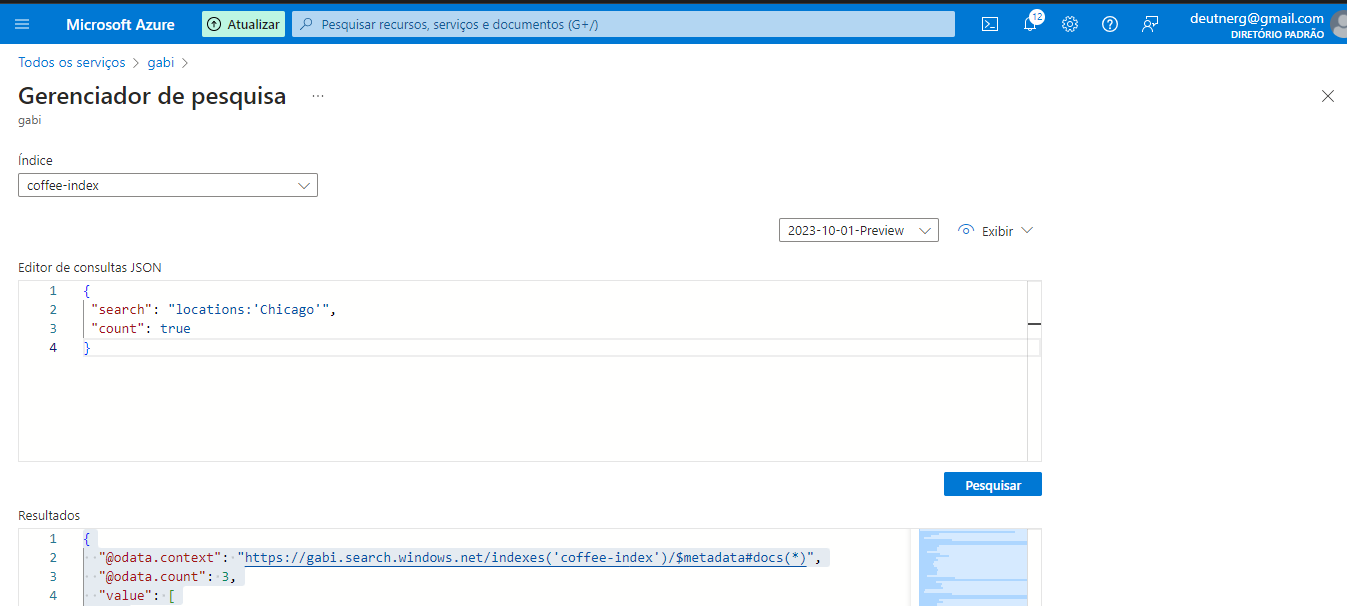 Microsoft Azure
Atualizar
Pesquisar recursos, serviços e documentos (G+/)
12
deutnerg@gmail.com
DIRETÓRIO PADRÃO
Todos os serviços > gabi >
Gerenciador de pesquisa ...
gabi
Índice
coffee-index
2023-10-01-Preview
Exibir
Editor de consultas JSON
1 {
2 "search": "locations:'Chicago'",
3 "count": true
4 }
Pesquisar
Resultados
1 {
2 "@odata.context": "https://gabi.search.windows.net/indexes('coffee-index')/$metadata#docs(*)",
3 "@odata.count": 3,
4 "value": [